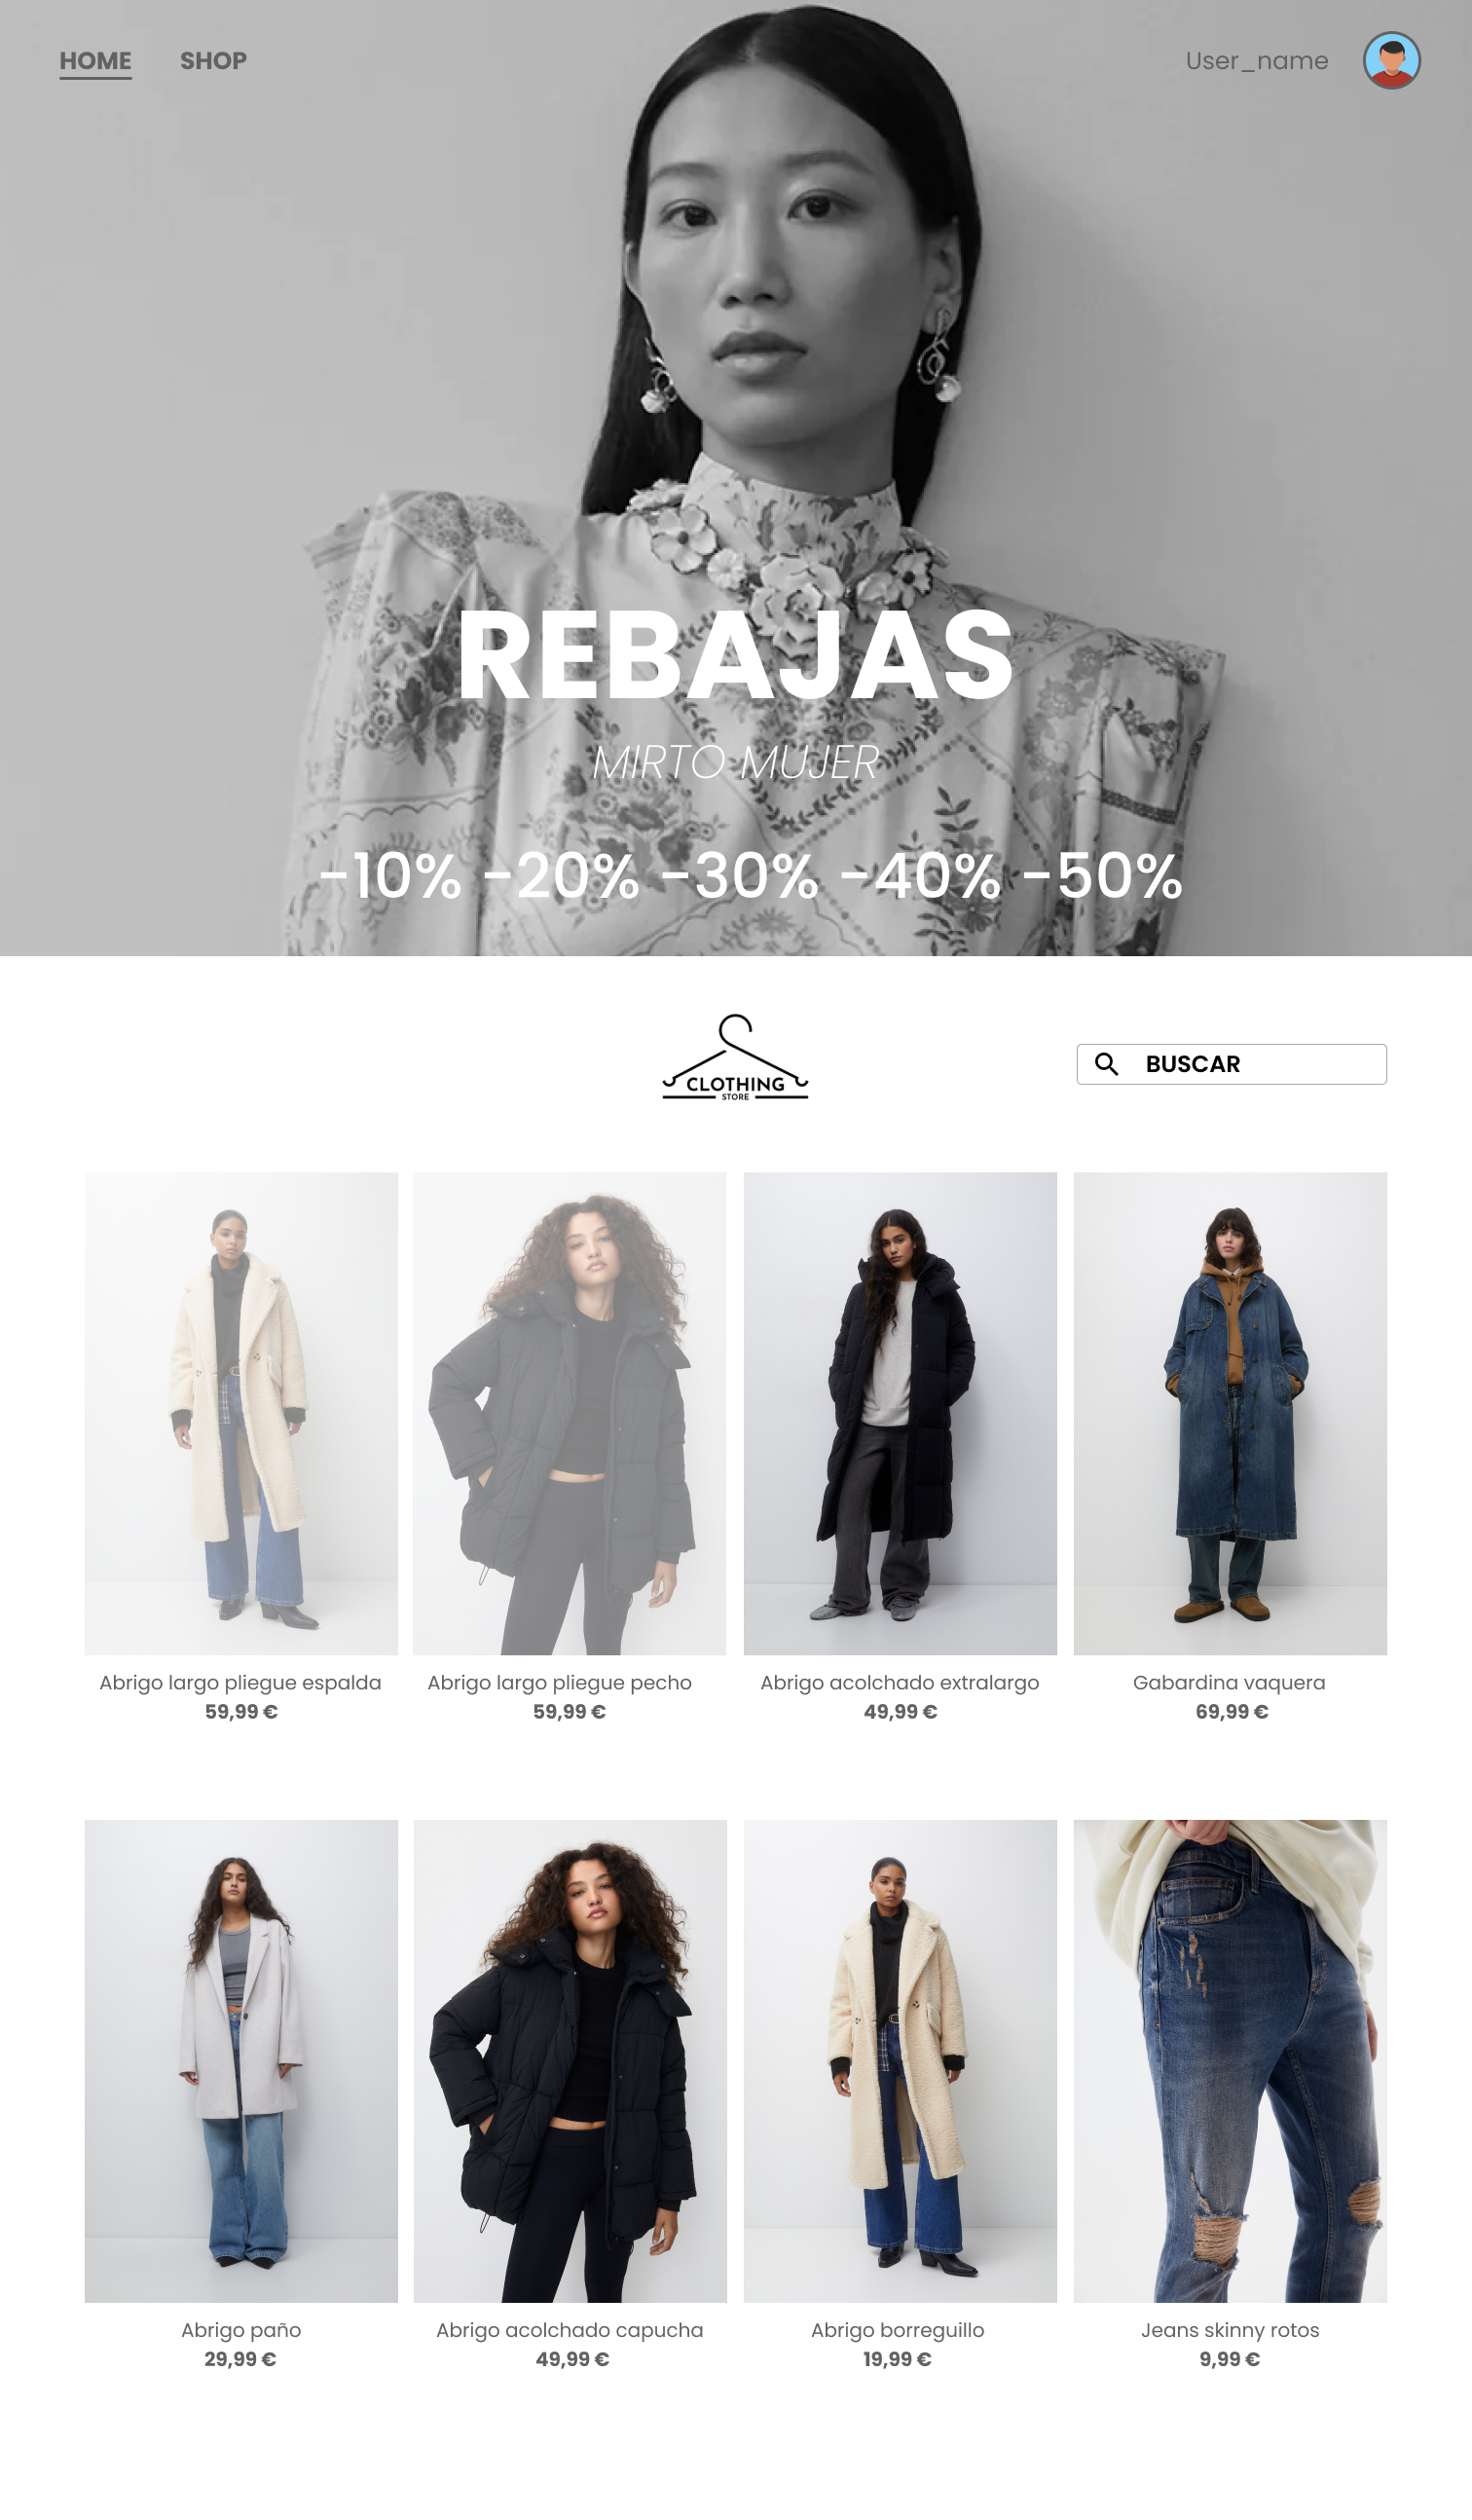 HOME SHOP User_name
REBAJAS
MIRTO MUJER
-10% -20% -30% -40% -50%
CLOTHING
STORE
BUSCAR
Abrigo largo pliegue espalda
59,99 €
Abrigo largo pliegue pecho
59,99 €
Abrigo acolchado extralargo
49,99 €
Gabardina vaquera
69,99 €
Abrigo paño
29,99 €
Abrigo acolchado capucha
49,99 €
Abrigo borreguillo
19,99 €
Jeans skinny rotos
9,99 €